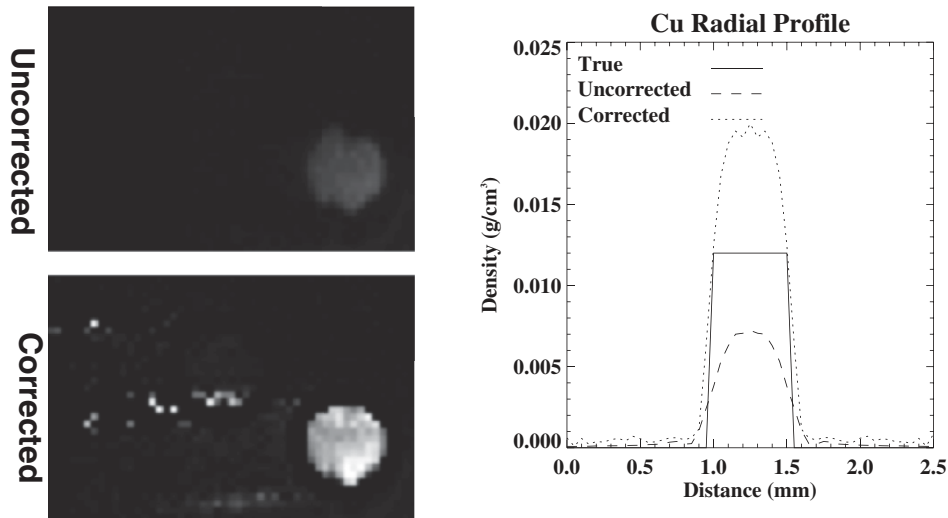 Uncorrected
Corrected
Cu Radial Profile
True
Uncorrected
Corrected
Density (g/cm³)
0.025
0.020
0.015
0.010
0.005
0.000
0.0 0.5 1.0 1.5 2.0 2.5
Distance (mm)